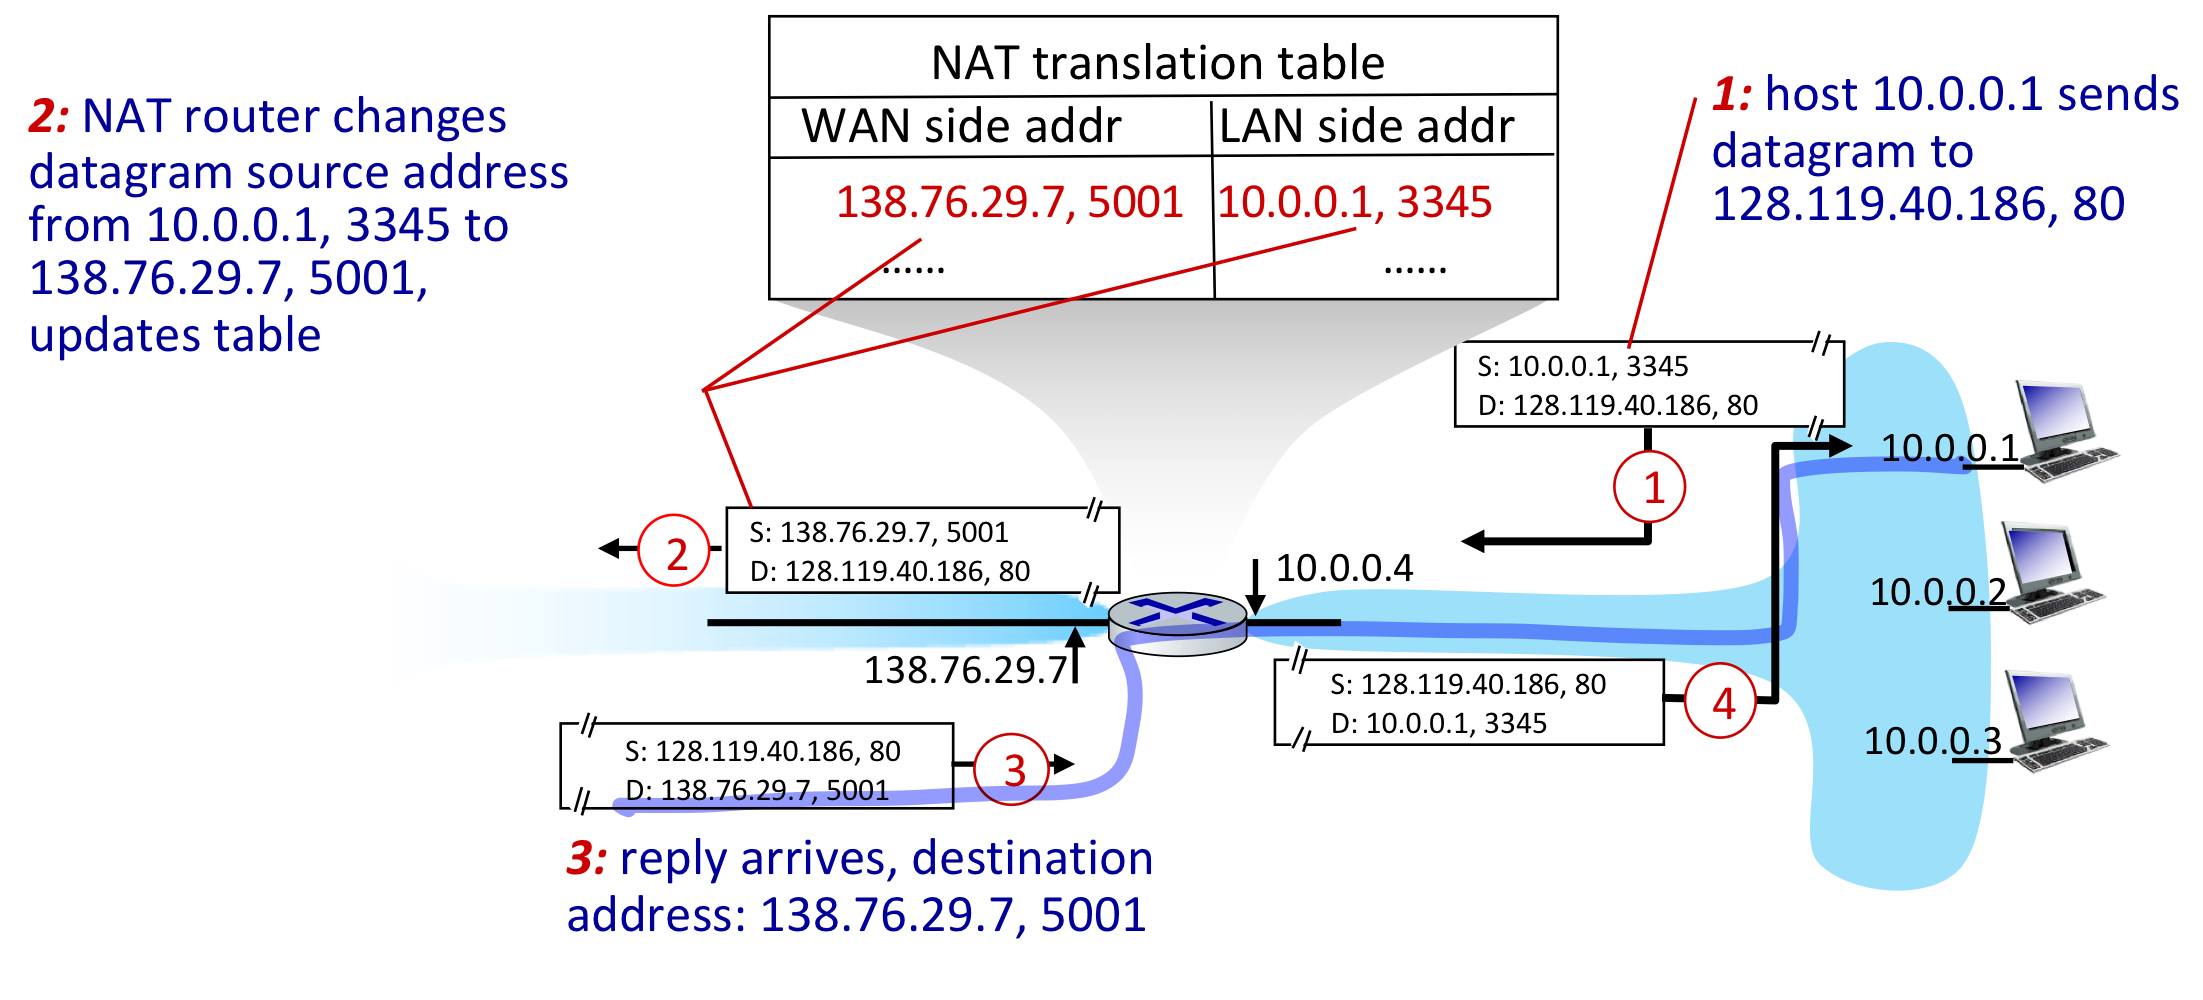 NAT translation table
WAN side addr
LAN side addr
138.76.29.7, 5001
10.0.0.1, 3345
......
......
1: host 10.0.0.1 sends
datagram to
128.119.40.186, 80
2: NAT router changes
datagram source address
from 10.0.0.1, 3345 to
138.76.29.7, 5001,
updates table
S: 10.0.0.1, 3345
D: 128.119.40.186, 80
1
10.0.0.1
S: 138.76.29.7, 5001
D: 128.119.40.186, 80
2
10.0.0.4
10.0.0.2
138.76.29.7
S: 128.119.40.186, 80
D: 10.0.0.1, 3345
4
10.0.0.3
S: 128.119.40.186, 80
D: 138.76.29.7, 5001
3
3: reply arrives, destination
address: 138.76.29.7, 5001